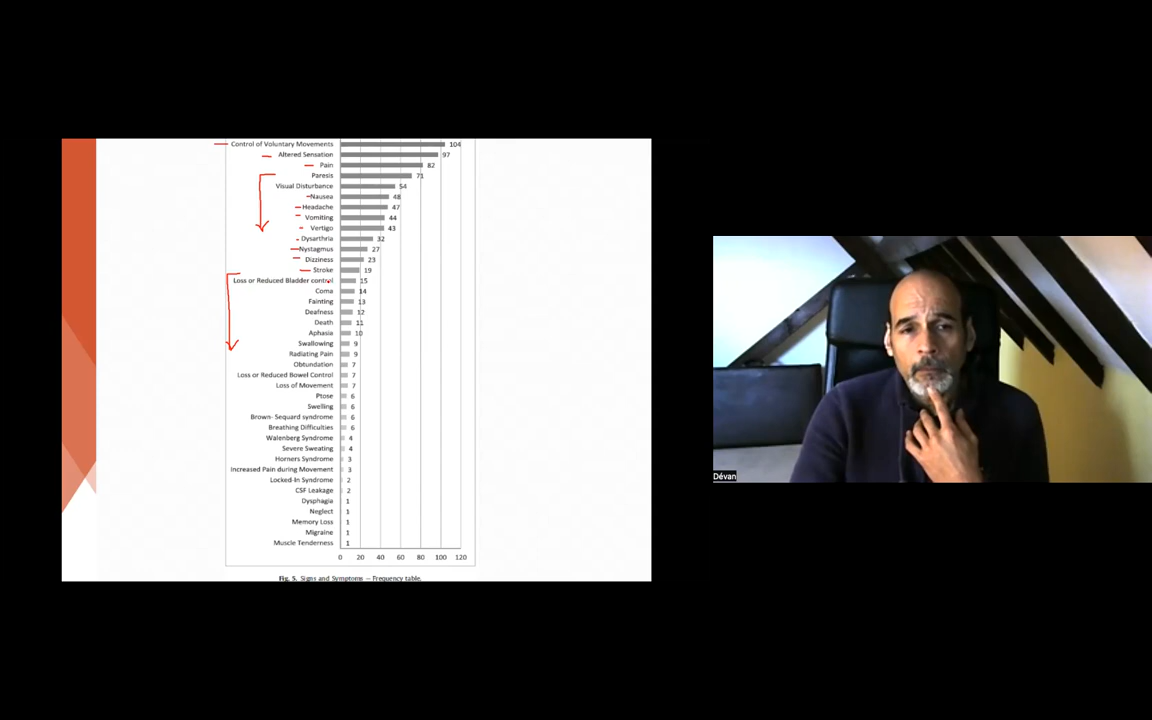 Control of Voluntary Movements 104
Altered Sensation 97
Pain 82
Paresis 71
Visual Disturbance 54
Nausea 48
Headache 47
Vomiting 44
Vertigo 43
Dysarthria 32
Nystagmus 27
Dizziness 23
Stroke 19
Loss or Reduced Bladder control 15
Coma 14
Fainting 13
Deafness 12
Death 11
Aphasia 10
Swallowing 9
Radiating Pain 9
Obtundation 7
Loss or Reduced Bowel Control 7
Loss of Movement 7
Ptose 6
Swelling 6
Brown- Sequard syndrome 6
Breathing Difficulties 6
Walenberg Syndrome 4
Severe Sweating 4
Horners Syndrome 3
Increased Pain during Movement 3
Locked-In Syndrome 2
CSF Leakage 2
Dysphagia 1
Neglect 1
Memory Loss 1
Migraine 1
Muscle Tenderness 1
0 20 40 60 80 100 120
Fig. 5. Signs and Symptoms – Frequency table.
Dévan